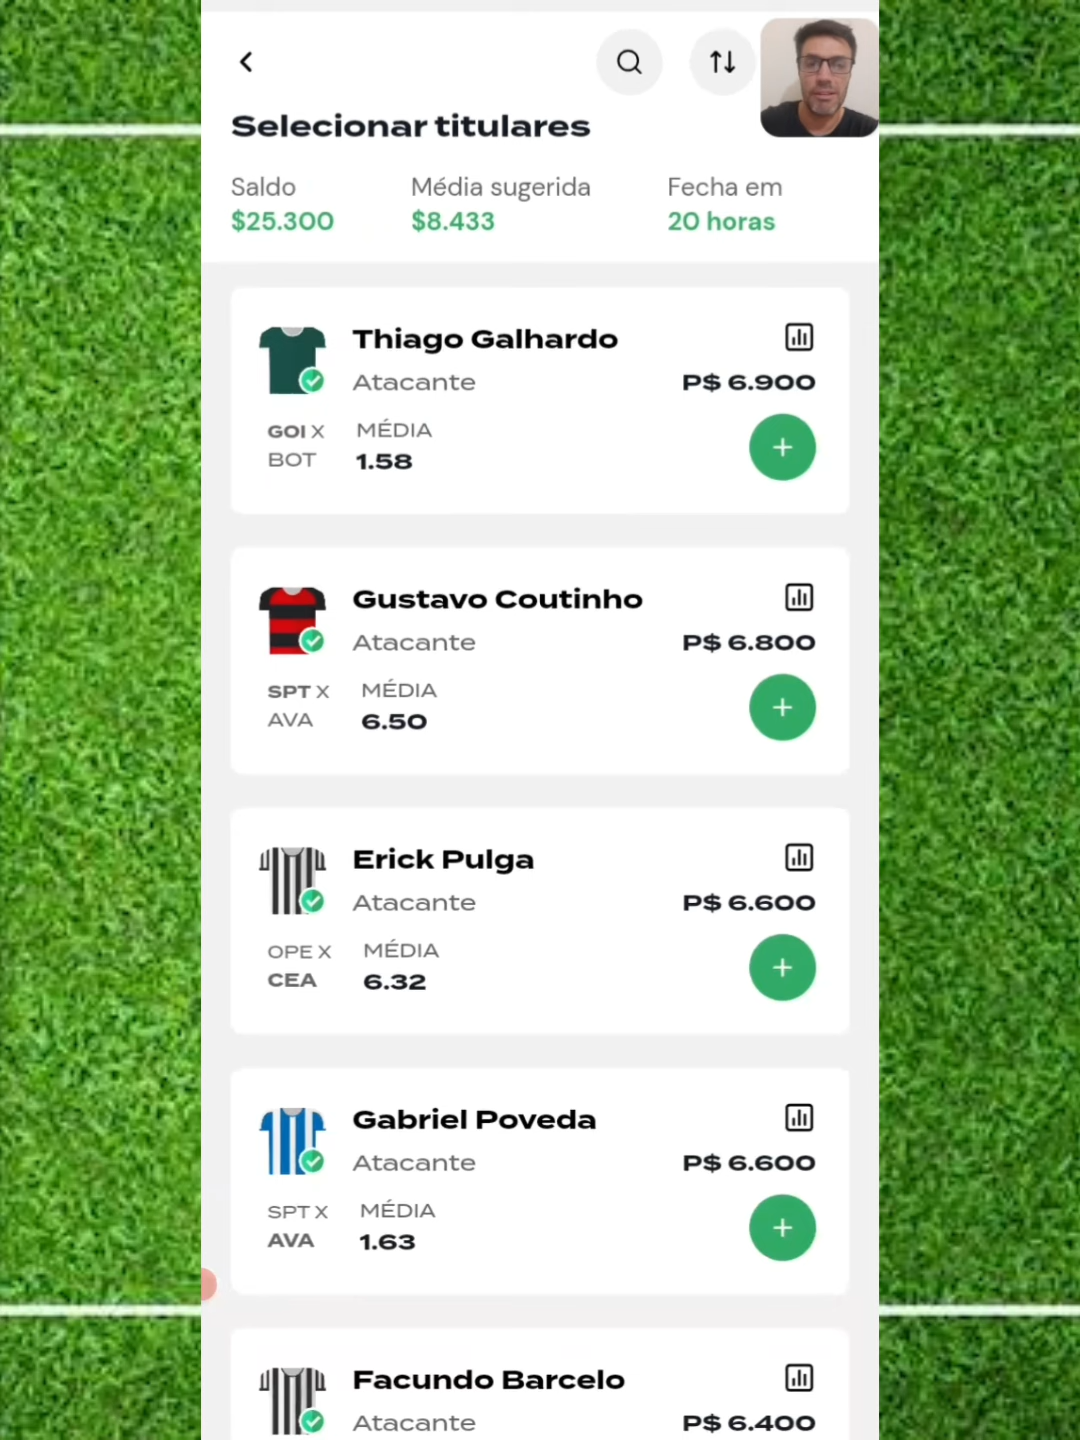 Selecionar titulares
Saldo
$25.300
Média sugerida
$8.433
Fecha em
20 horas
Thiago Galhardo
Atacante
P$ 6.900
GOI X
BOT
MÉDIA
1.58
Gustavo Coutinho
Atacante
P$ 6.800
SPT X
AVA
MÉDIA
6.50
Erick Pulga
Atacante
P$ 6.600
OPE X
CEA
MÉDIA
6.32
Gabriel Poveda
Atacante
P$ 6.600
SPT X
AVA
MÉDIA
1.63
Facundo Barcelo
Atacante
P$ 6.400